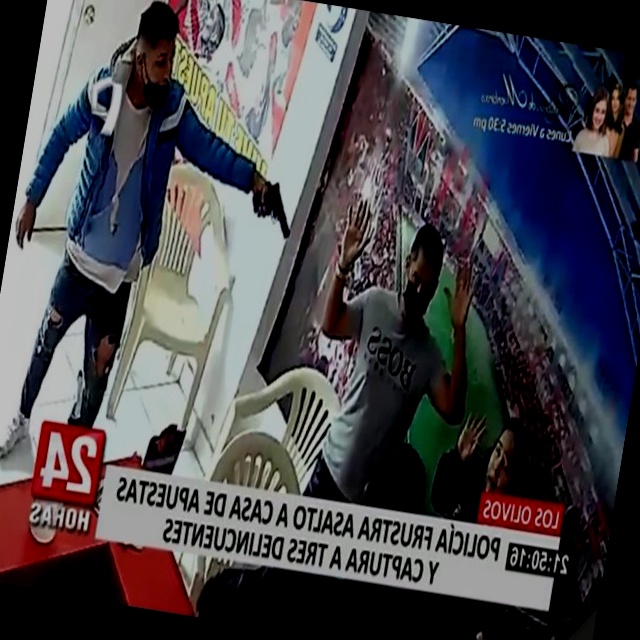 Lunes a Viernes 5:30 pm
BOSS
24
HORAS
LOS OLIVOS
21:50:16
POLICÍA FRUSTRA ASALTO A CASA DE APUESTAS
Y CAPTURA A TRES DELINCUENTES